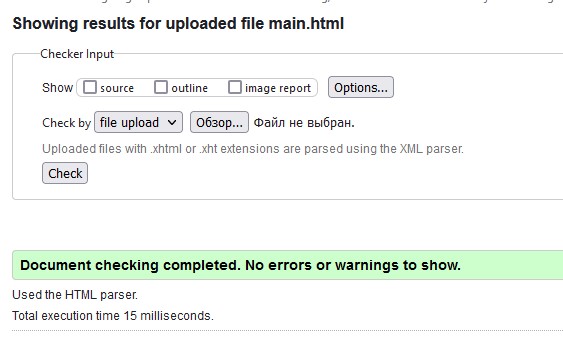 Showing results for uploaded file main.html
Checker Input
Show source outline image report Options...
Check by file upload Обзор... Файл не выбран.
Uploaded files with .xhtml or .xht extensions are parsed using the XML parser.
Check
Document checking completed. No errors or warnings to show.
Used the HTML parser.
Total execution time 15 milliseconds.